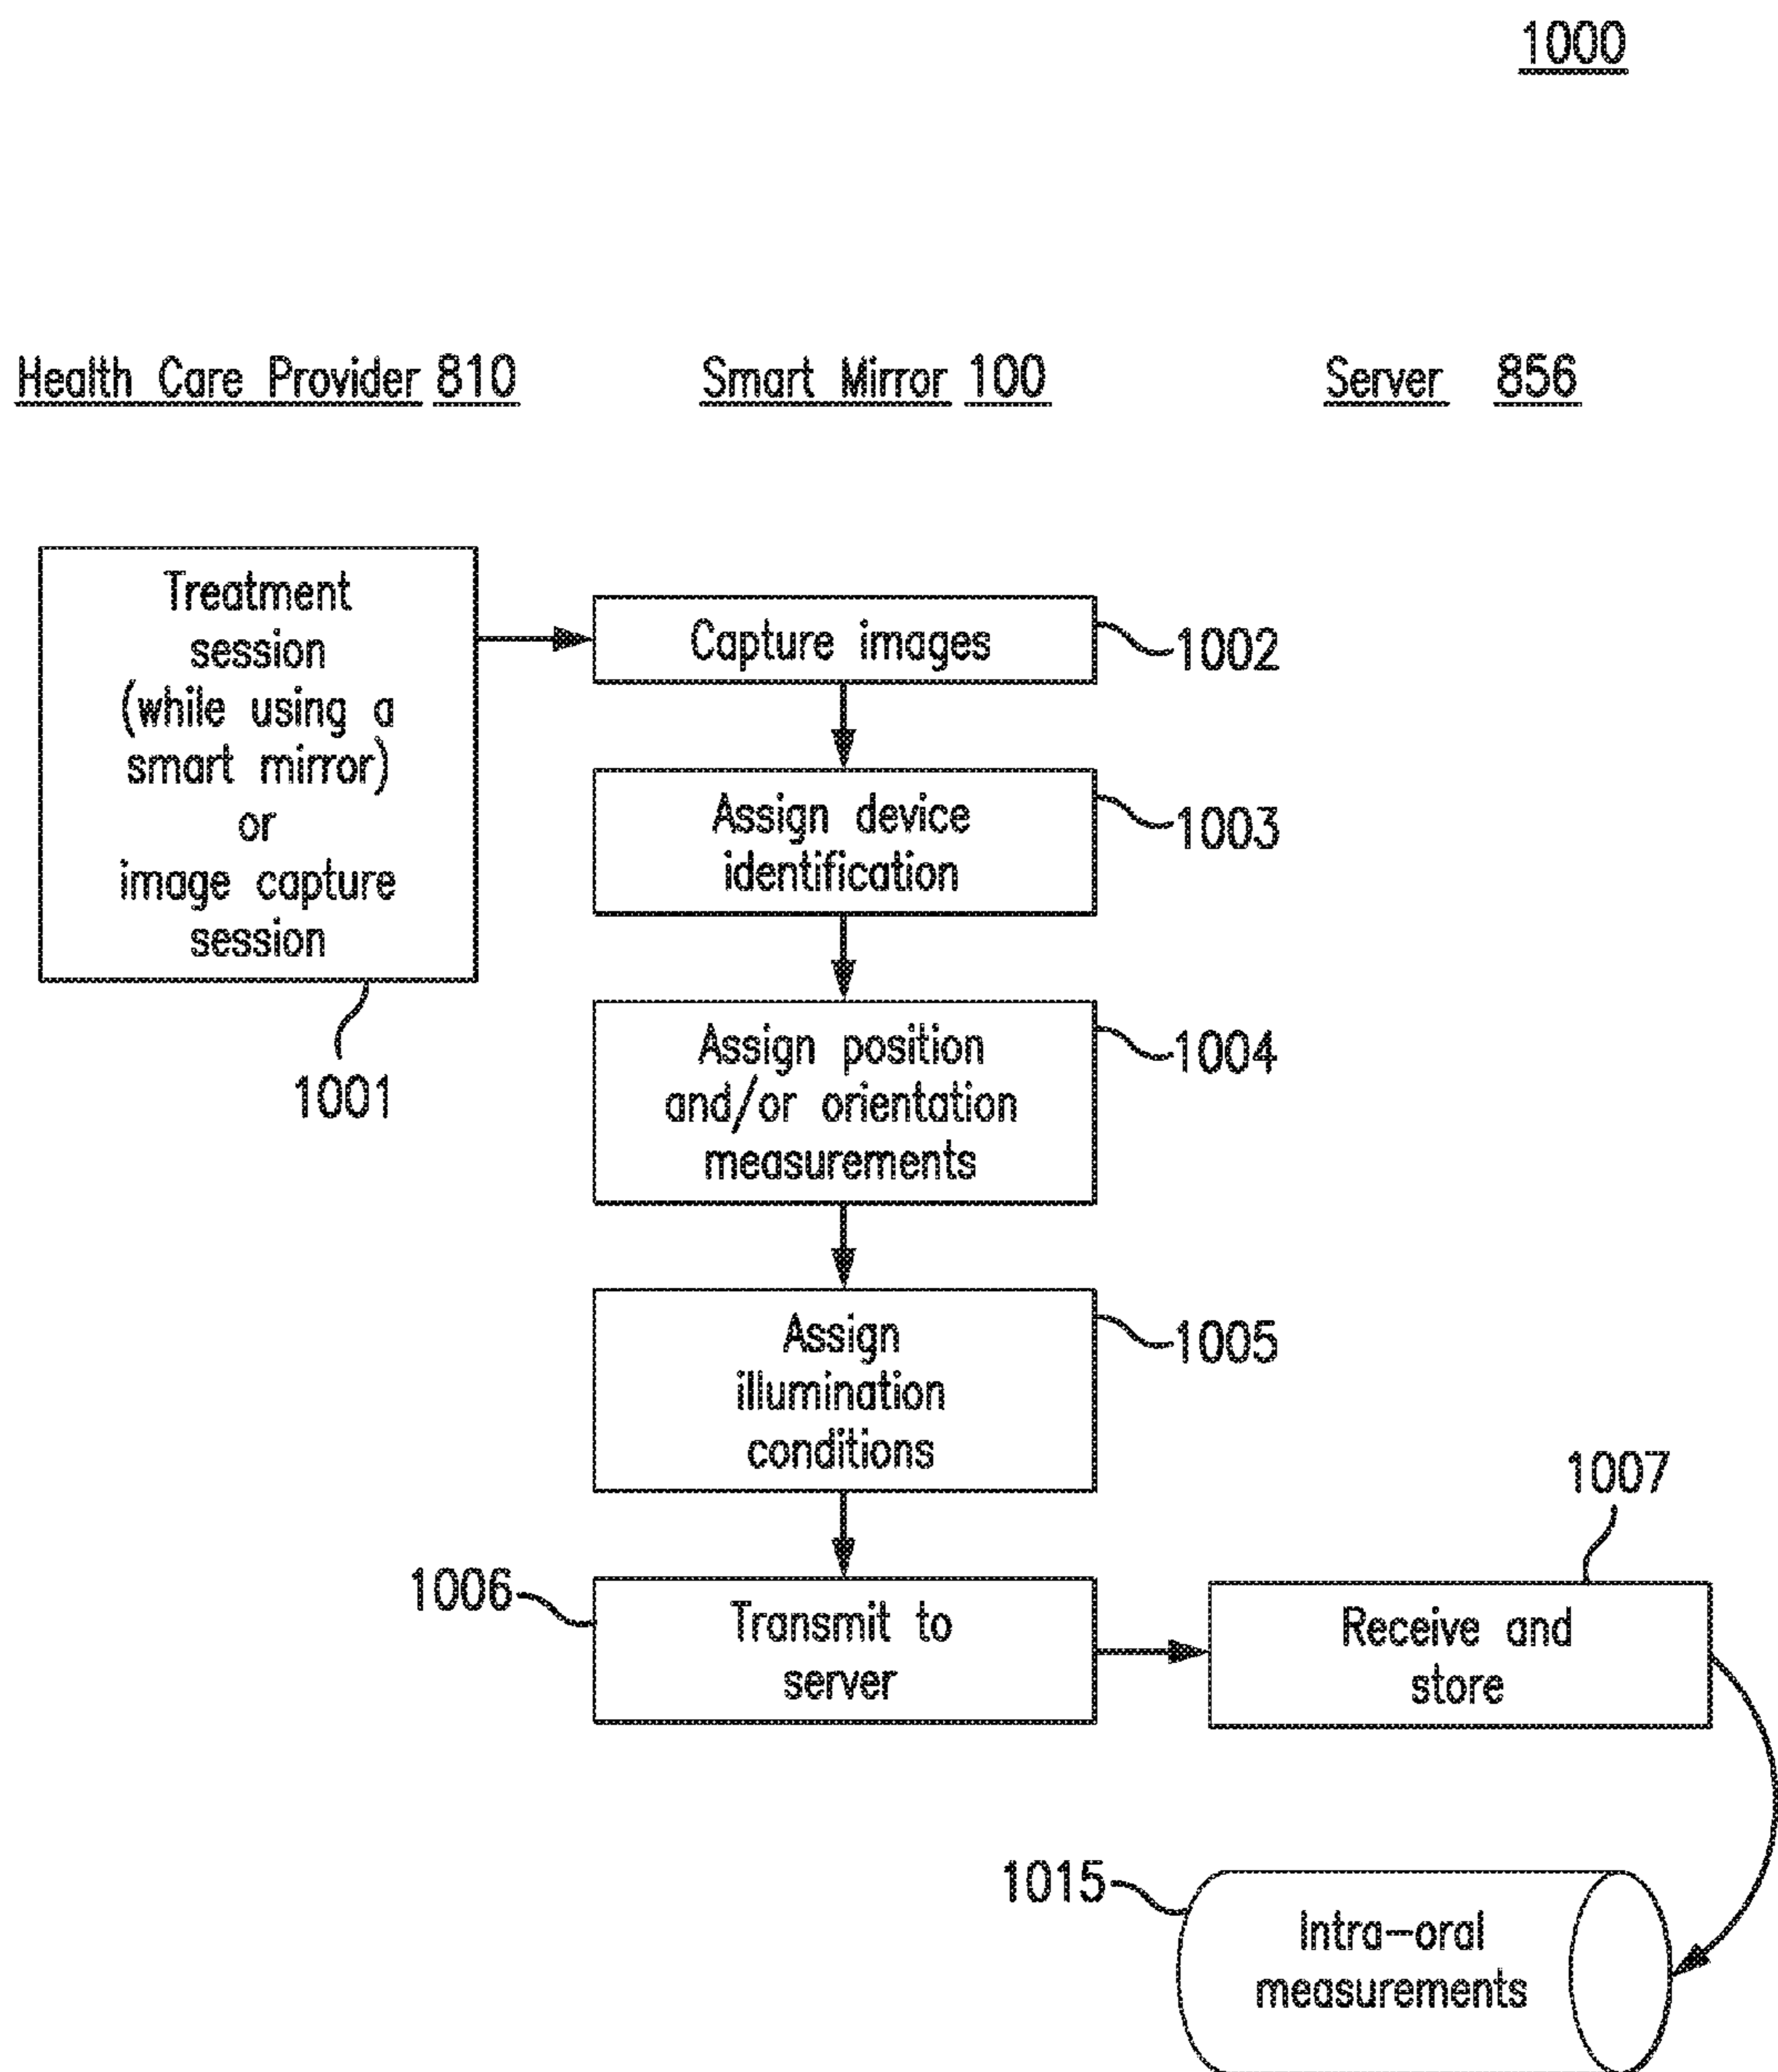 1000
Health Care Provider 810
Smart Mirror 100
Server 856
Treatment
session
(while using a
smart mirror)
or
image capture
session
1001
Capture images
1002
Assign device
identification
1003
Assign position
and/or orientation
measurements
1004
Assign
illumination
conditions
1005
1006
Transmit to
server
1007
Receive and
store
1015
Intra-oral
measurements